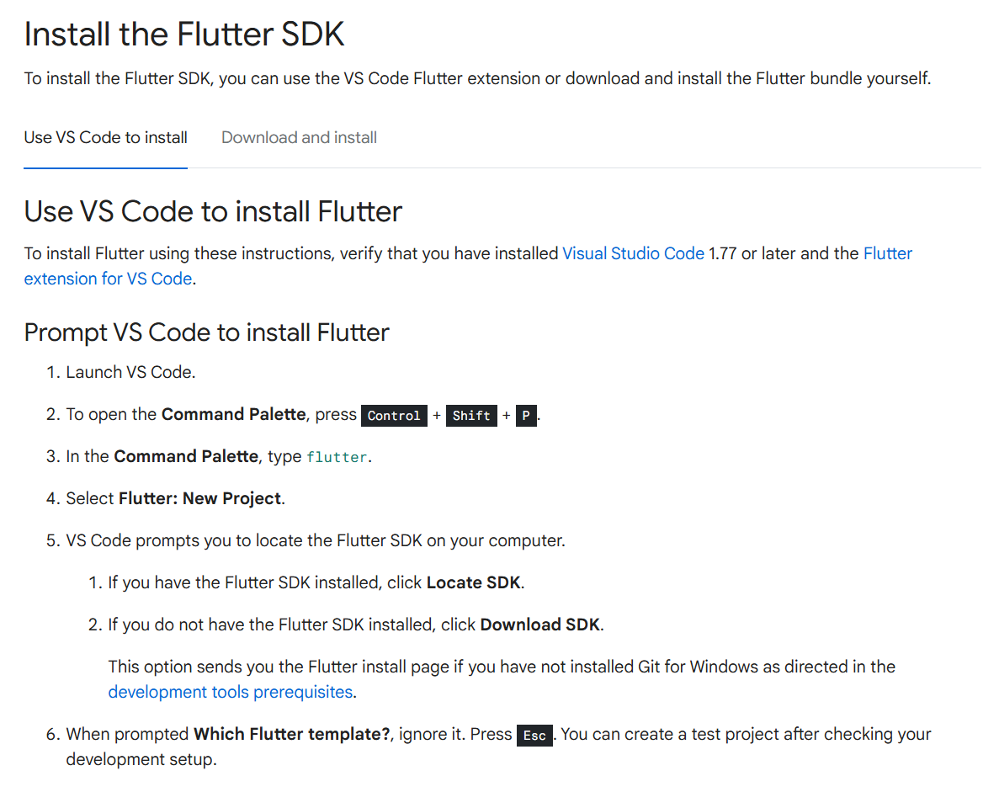 Install the Flutter SDK
To install the Flutter SDK, you can use the VS Code Flutter extension or download and install the Flutter bundle yourself.
Use VS Code to install Download and install
Use VS Code to install Flutter
To install Flutter using these instructions, verify that you have installed Visual Studio Code 1.77 or later and the Flutter
extension for VS Code.
Prompt VS Code to install Flutter
1. Launch VS Code.
2. To open the Command Palette, press Control + Shift + P.
3. In the Command Palette, type flutter.
4. Select Flutter: New Project.
5. VS Code prompts you to locate the Flutter SDK on your computer.
1. If you have the Flutter SDK installed, click Locate SDK.
2. If you do not have the Flutter SDK installed, click Download SDK.
This option sends you the Flutter install page if you have not installed Git for Windows as directed in the
development tools prerequisites.
6. When prompted Which Flutter template?, ignore it. Press Esc. You can create a test project after checking your
development setup.